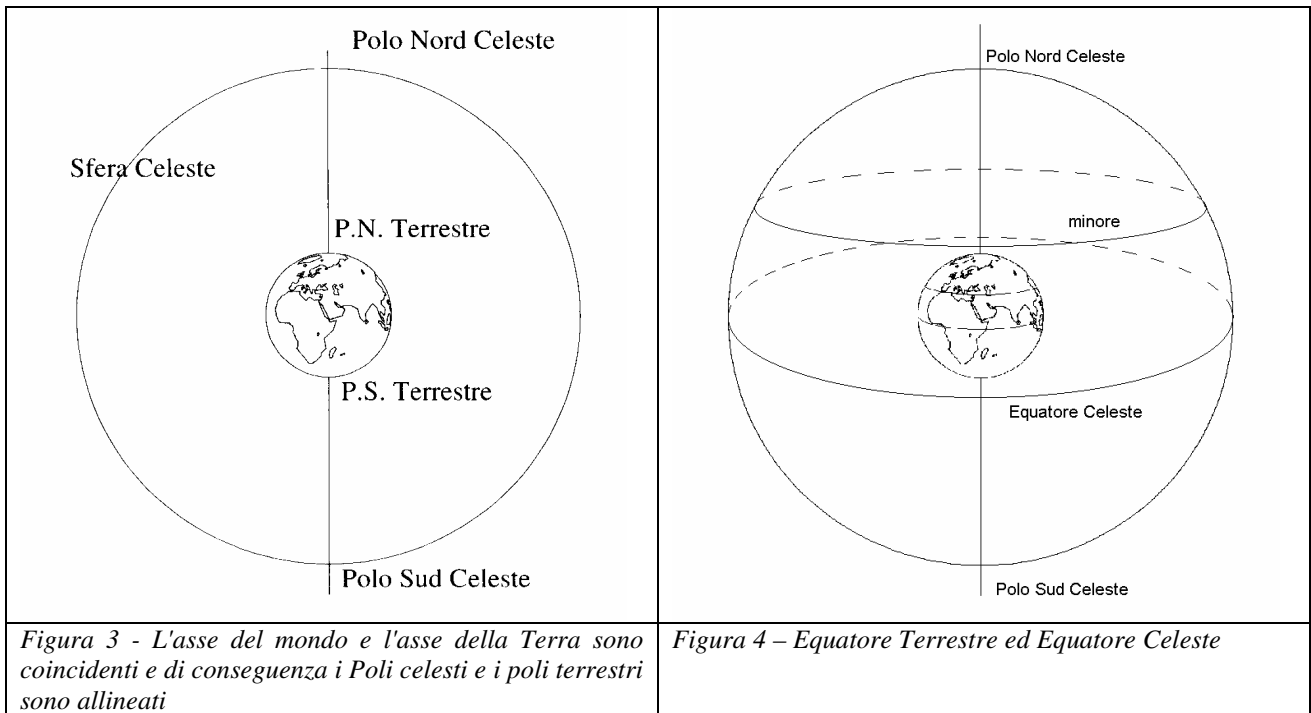 Polo Nord Celeste
Sfera Celeste
P.N. Terrestre
P.S. Terrestre
Polo Sud Celeste
Polo Nord Celeste
minore
Equatore Celeste
Polo Sud Celeste
Figura 3 - L'asse del mondo e l'asse della Terra sono
coincidenti e di conseguenza i Poli celesti e i poli terrestri
sono allineati
Figura 4 – Equatore Terrestre ed Equatore Celeste